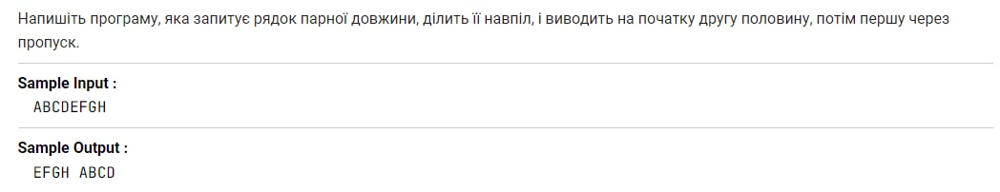 Напишіть програму, яка запитує рядок парної довжини, ділить її навпіл, і виводить на початку другу половину, потім першу через
пропуск.
Sample Input :
ABCDEFGH
Sample Output :
EFGH ABCD